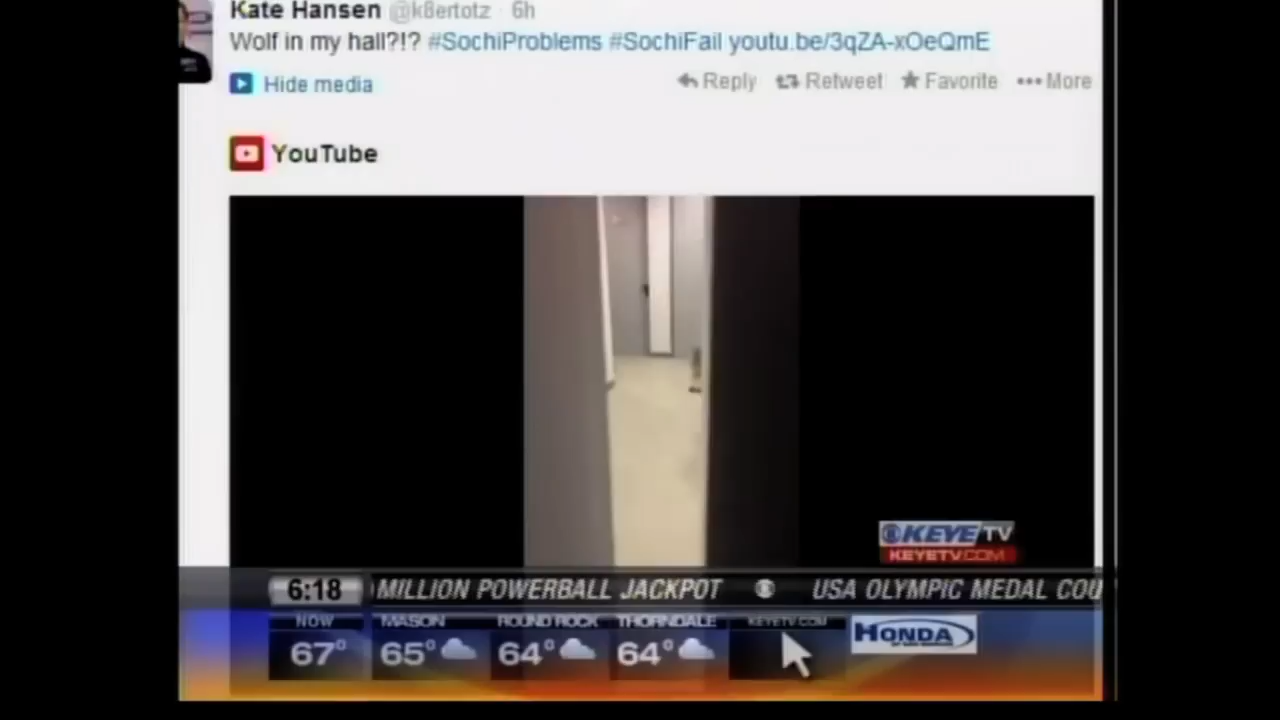 Kate Hansen @k8ertotz · 6h
Wolf in my hall?!? #SochiProblems #SochiFail youtu.be/3qZA-xOeQmE
Hide media
Reply Retweet Favorite More
YouTube
KEYE TV
KEYETV.COM
6:18 MILLION POWERBALL JACKPOT USA OLYMPIC MEDAL COU
NOW MASON ROUND ROCK THORNDALE KEYETV.COM
67° 65° 64° 64°
HONDA